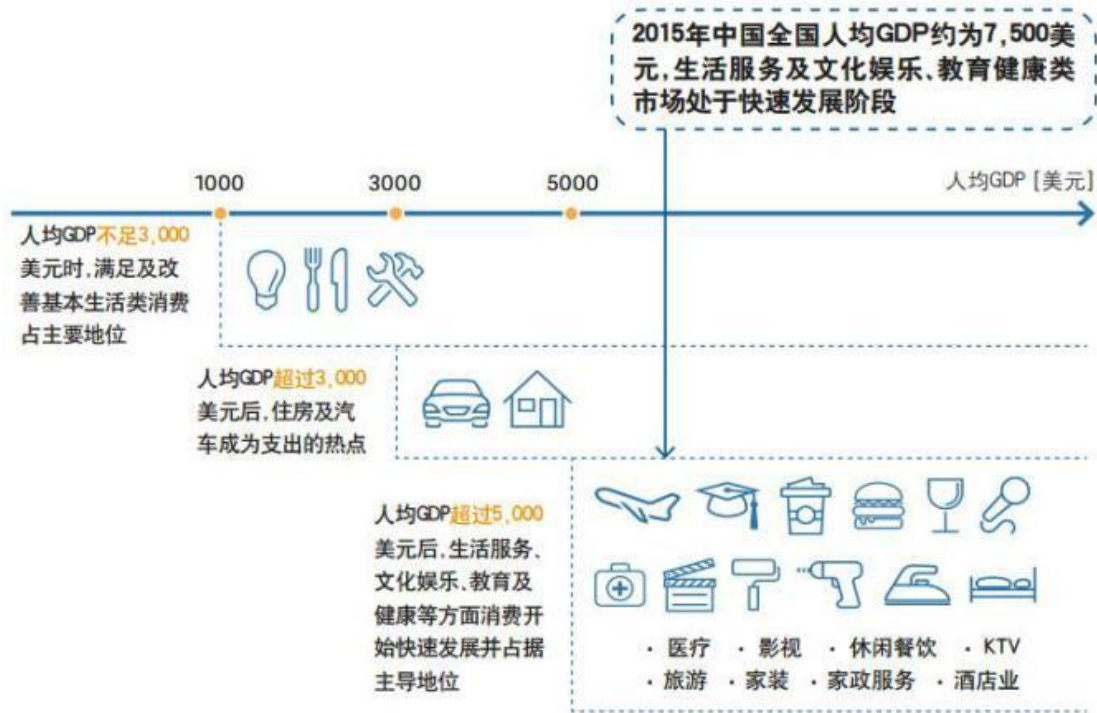 2015年中国全国人均GDP约为7,500美
元,生活服务及文化娱乐、教育健康类
市场处于快速发展阶段
1000 3000 5000 人均GDP [美元]
人均GDP不足3,000
美元时,满足及改
善基本生活类消费
占主要地位
人均GDP超过3,000
美元后,住房及汽
车成为支出的热点
人均GDP超过5,000
美元后,生活服务、
文化娱乐、教育及
健康等方面消费开
始快速发展并占据
主导地位
· 医疗 · 影视 · 休闲餐饮 · KTV
· 旅游 · 家装 · 家政服务 · 酒店业